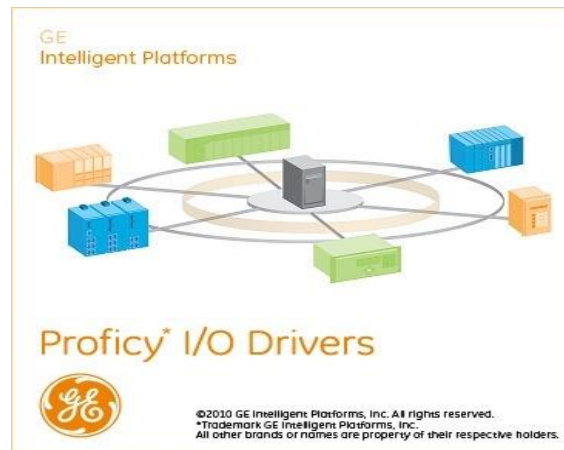 GE
Intelligent Platforms
Proficy* I/O Drivers
©2010 GE Intelligent Platforms, Inc. All rights reserved.
*Trademark GE Intelligent Platforms, Inc.
All other brands or names are property of their respective holders.